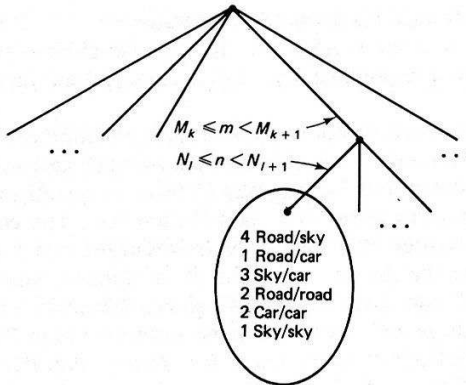 M_k ≤ m < M_{k+1}
... ...
N_l ≤ n < N_{l+1}
...
4 Road/sky
1 Road/car
3 Sky/car
2 Road/road
2 Car/car
1 Sky/sky